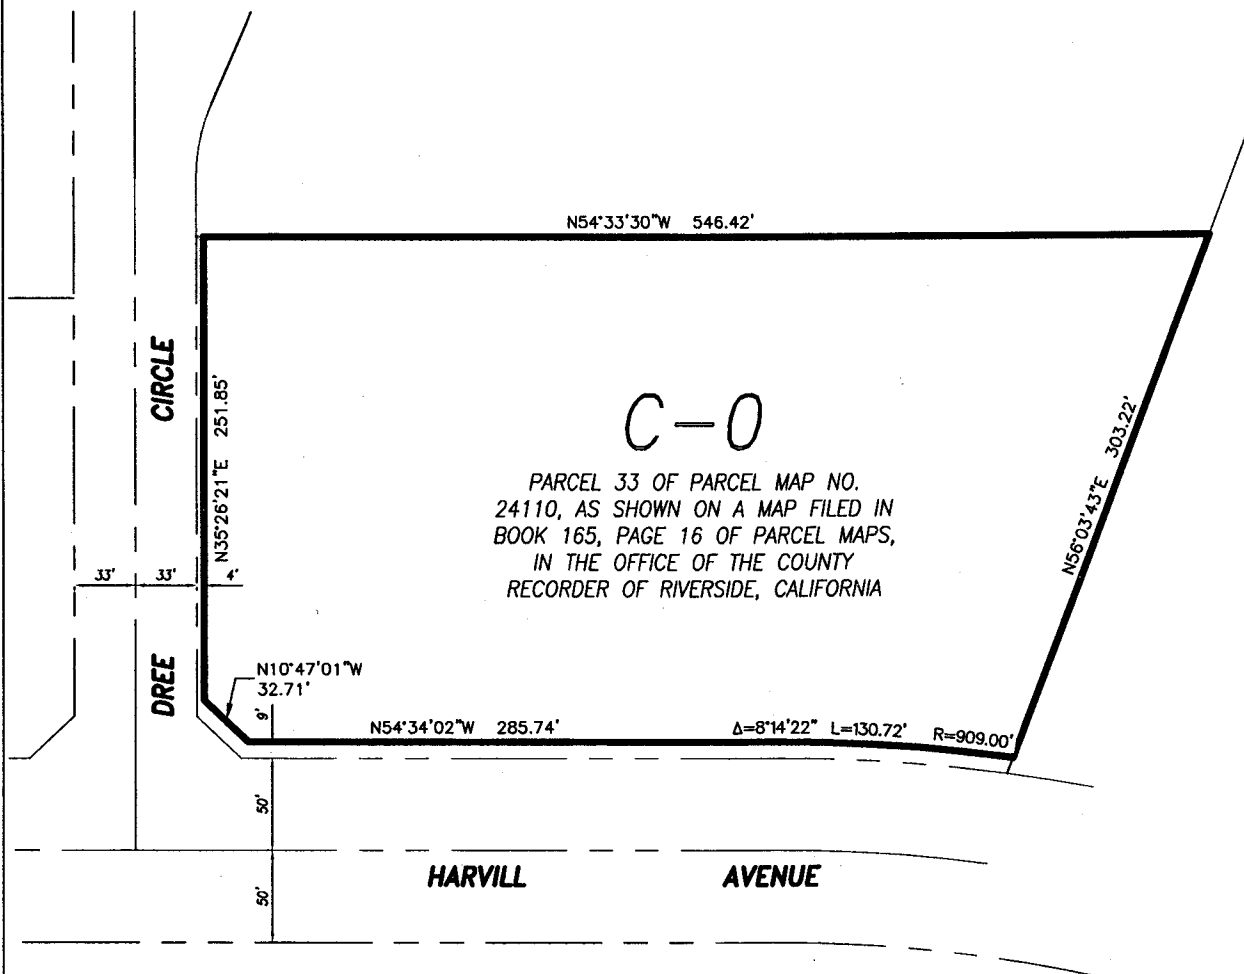 N54°33'30"W 546.42'
CIRCLE
N35°26'21"E 251.85'
C-O
PARCEL 33 OF PARCEL MAP NO.
24110, AS SHOWN ON A MAP FILED IN
BOOK 165, PAGE 16 OF PARCEL MAPS,
IN THE OFFICE OF THE COUNTY
RECORDER OF RIVERSIDE, CALIFORNIA
N56°03'43"E 303.22'
33' 33' 4'
DREE
N10°47'01"W
32.71'
9'
N54°34'02"W 285.74' Δ=8°14'22" L=130.72' R=909.00'
50'
HARVILL AVENUE
50'